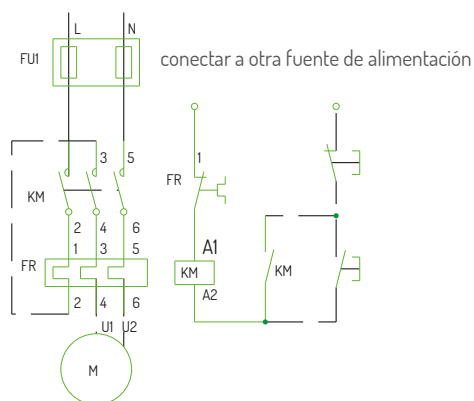 L N
FU1 conectar a otra fuente de alimentación
3 5
1
FR
KM
2 4 6
A1
1 3 5
FR
KM KM
A2
2 4 6
U1 U2
M